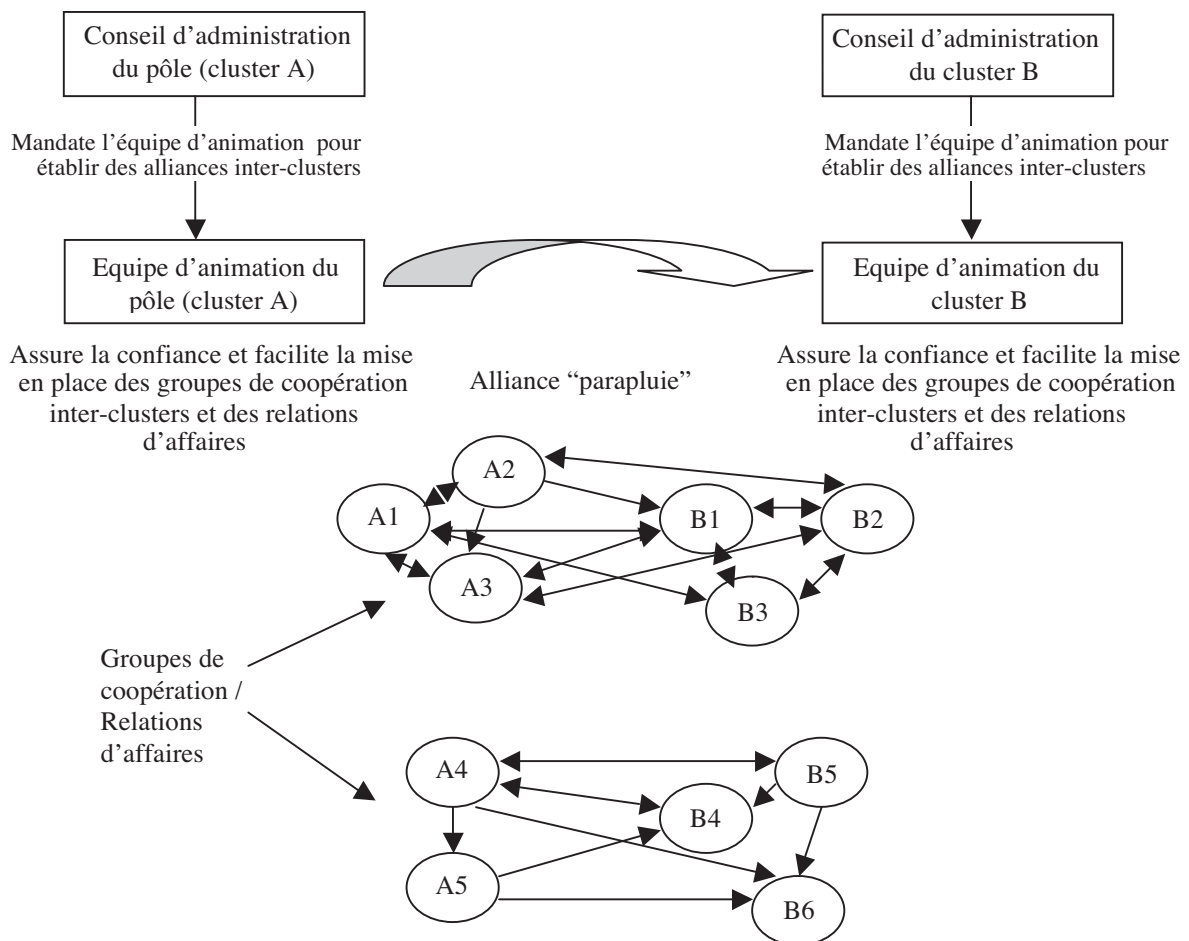 Conseil d’administration
du pôle (cluster A)
Conseil d’administration
du cluster B
Mandate l’équipe d’animation pour
établir des alliances inter-clusters
Mandate l’équipe d’animation pour
établir des alliances inter-clusters
Equipe d’animation du
pôle (cluster A)
Equipe d’animation du
cluster B
Assure la confiance et facilite la mise
en place des groupes de coopération
inter-clusters et des relations
d’affaires
Alliance “parapluie”
Assure la confiance et facilite la mise
en place des groupes de coopération
inter-clusters et des relations
d’affaires
A2
A1
B1
B2
A3
B3
Groupes de
coopération /
Relations
d’affaires
A4
B5
B4
A5
B6